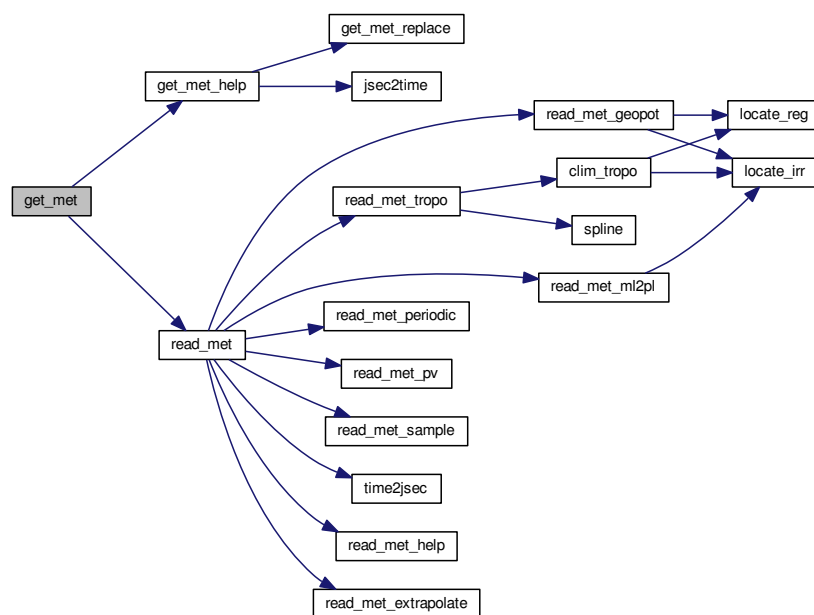 get_met_replace
get_met_help
jsec2time
read_met_geopot
locate_reg
clim_tropo
locate_irr
get_met
read_met_tropo
spline
read_met_ml2pl
read_met_periodic
read_met
read_met_pv
read_met_sample
time2jsec
read_met_help
read_met_extrapolate